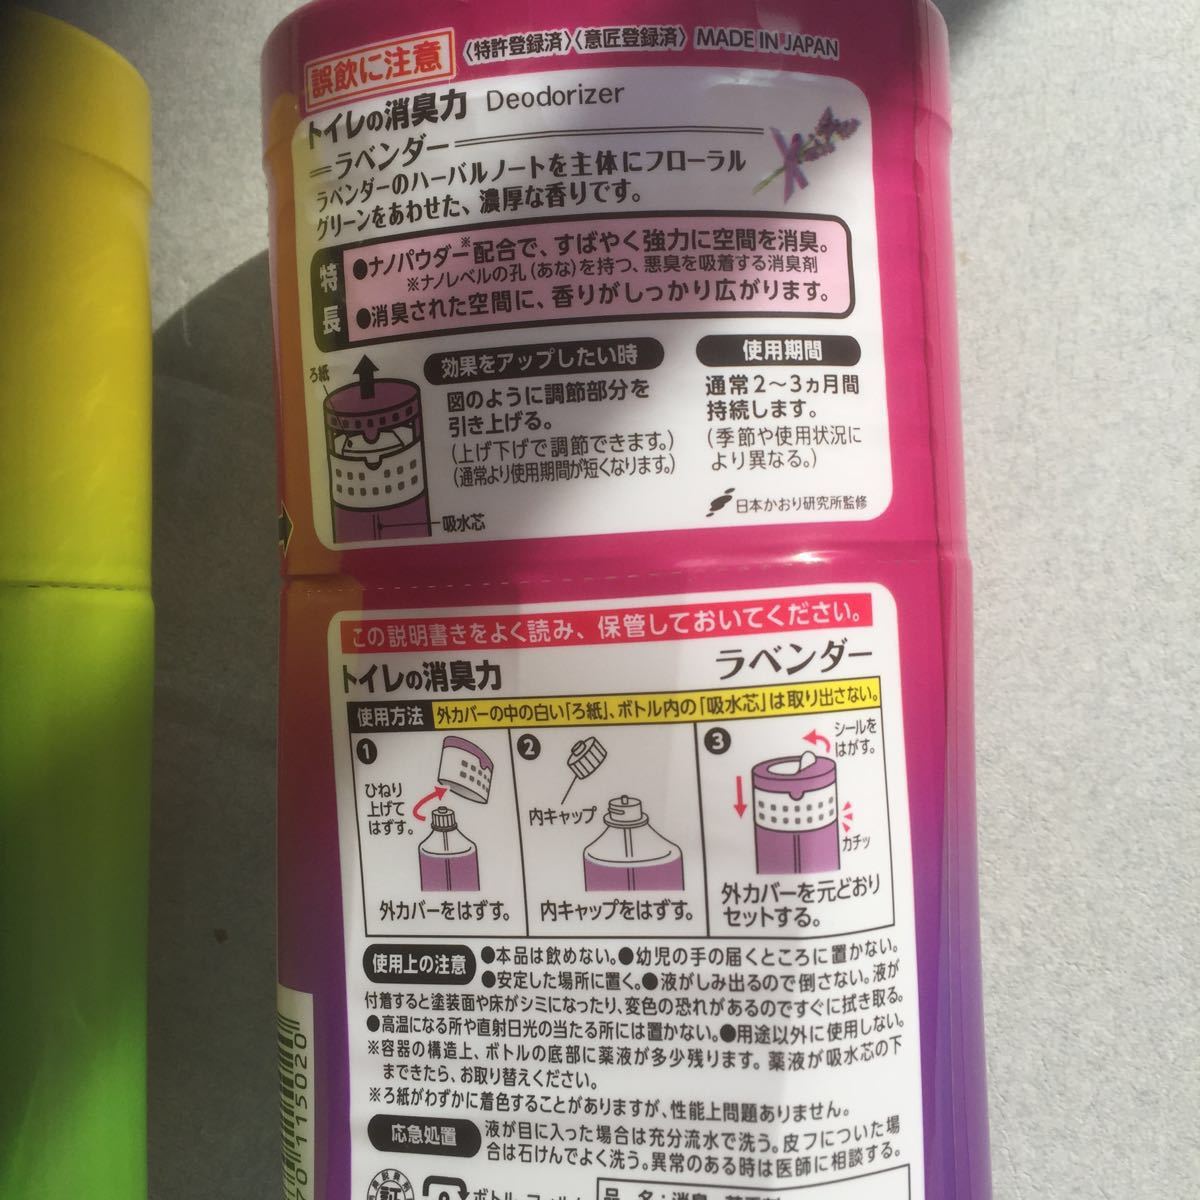 誤飲に注意
〈特許登録済〉〈意匠登録済〉 MADE IN JAPAN
トイレの消臭力 Deodorizer
ラベンダー
ラベンダーのハーバルノートを主体にフローラル
グリーンをあわせた、濃厚な香りです。
特長
●ナノパウダー※配合で、すばやく強力に空間を消臭。
※ナノレベルの孔(あな)を持つ、悪臭を吸着する消臭剤
●消臭された空間に、香りがしっかり広がります。
ろ紙
吸水芯
効果をアップしたい時
図のように調節部分を
引き上げる。
(上げ下げで調節できます。)
(通常より使用期間が短くなります。)
使用期間
通常2〜3ヵ月間
持続します。
(季節や使用状況に
より異なる。)
日本かおり研究所監修
この説明書きをよく読み、保管しておいてください。
トイレの消臭力 ラベンダー
使用方法 外カバーの中の白い「ろ紙」、ボトル内の「吸水芯」は取り出さない。
1
ひねり
上げて
はずす。
外カバーをはずす。
2
内キャップ
内キャップをはずす。
3
シールを
はがす。
カチッ
外カバーを元どおり
セットする。
使用上の注意
●本品は飲めない。●幼児の手の届くところに置かない。
●安定した場所に置く。●液がしみ出るので倒さない。液が
付着すると塗装面や床がシミになったり、変色の恐れがあるのですぐに拭き取る。
●高温になる所や直射日光の当たる所には置かない。●用途以外に使用しない。
※容器の構造上、ボトルの底部に薬液が多少残ります。薬液が吸水芯の下
まできたら、お取り替えください。
※ろ紙がわずかに着色することがありますが、性能上問題ありません。
応急処置
液が目に入った場合は充分流水で洗う。皮フについた場
合は石けんでよく洗う。異常のある時は医師に相談する。
70 115020